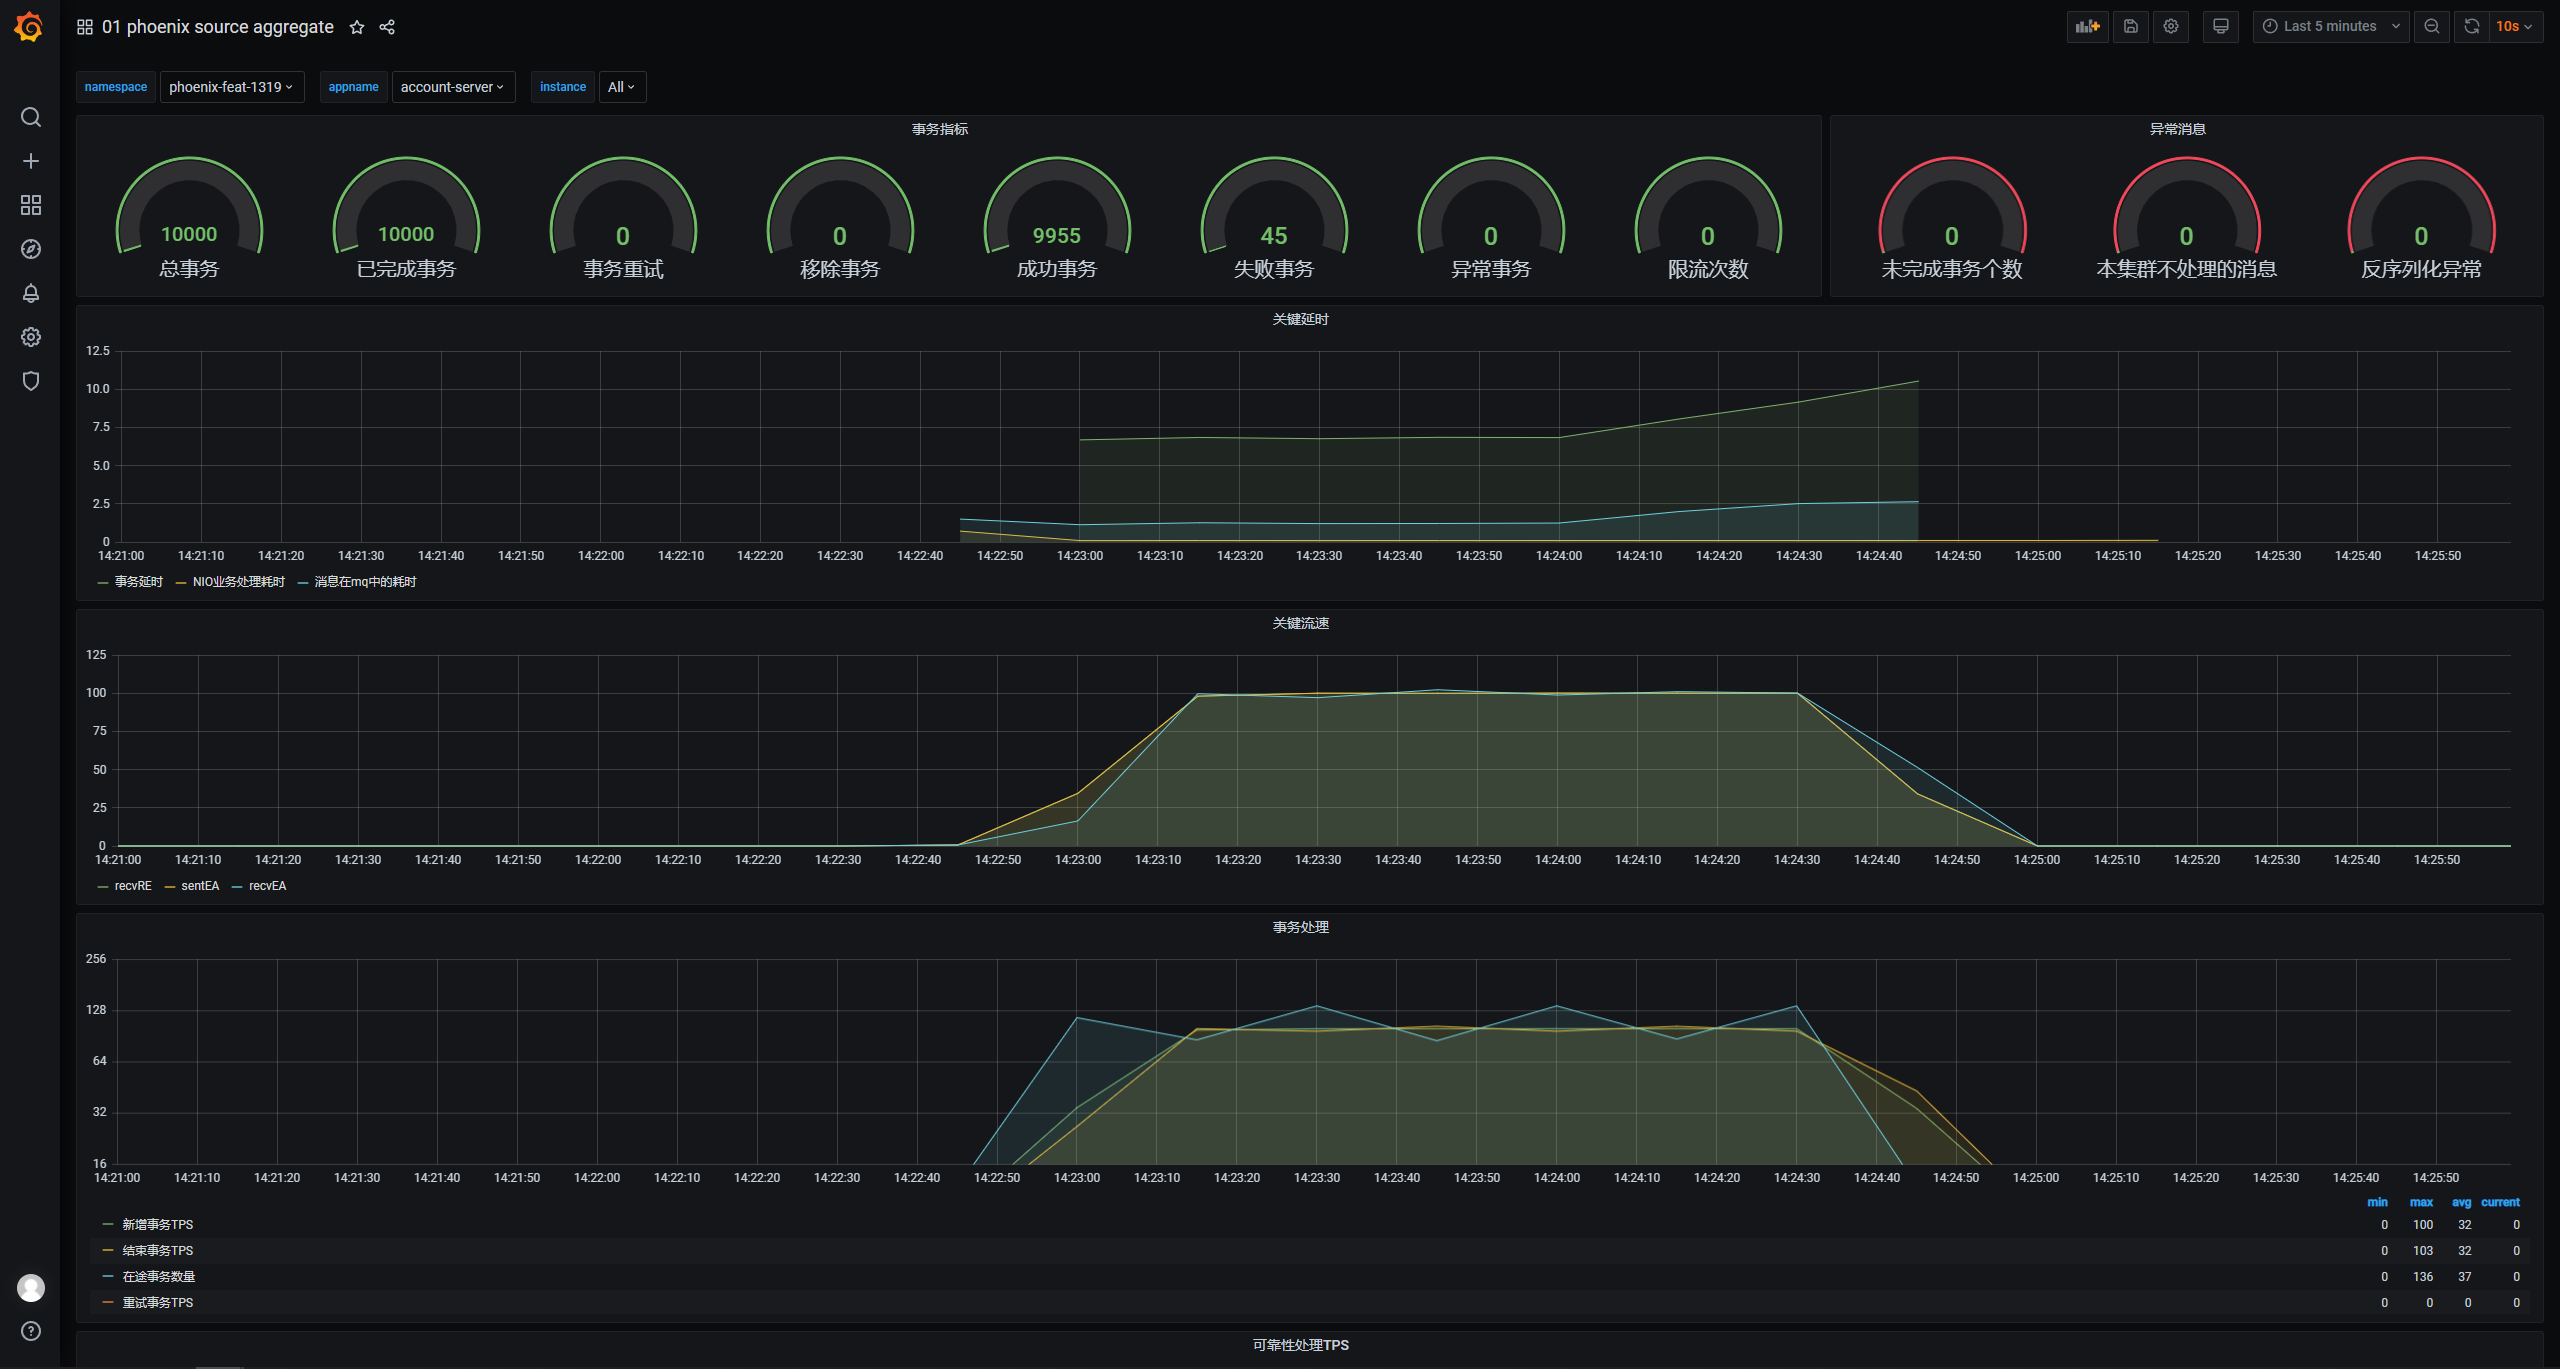 01 phoenix source aggregate
Last 5 minutes
10s
namespace phoenix-feat-1319 appname account-server instance All
事务指标
10000 10000 0 0 9955 45 0 0
总事务 已完成事务 事务重试 移除事务 成功事务 失败事务 异常事务 限流次数
异常消息
0 0 0
未完成事务个数 本集群不处理的消息 反序列化异常
关键延时
12.5
10.0
7.5
5.0
2.5
0
14:21:00 14:21:10 14:21:20 14:21:30 14:21:40 14:21:50 14:22:00 14:22:10 14:22:20 14:22:30 14:22:40 14:22:50 14:23:00 14:23:10 14:23:20 14:23:30 14:23:40 14:23:50 14:24:00 14:24:10 14:24:20 14:24:30 14:24:40 14:24:50 14:25:00 14:25:10 14:25:20 14:25:30 14:25:40 14:25:50
事务延时 NIO业务处理耗时 消息在mq中的耗时
关键流速
125
100
75
50
25
0
14:21:00 14:21:10 14:21:20 14:21:30 14:21:40 14:21:50 14:22:00 14:22:10 14:22:20 14:22:30 14:22:40 14:22:50 14:23:00 14:23:10 14:23:20 14:23:30 14:23:40 14:23:50 14:24:00 14:24:10 14:24:20 14:24:30 14:24:40 14:24:50 14:25:00 14:25:10 14:25:20 14:25:30 14:25:40 14:25:50
recvRE sentEA recvEA
事务处理
256
128
64
32
16
14:21:00 14:21:10 14:21:20 14:21:30 14:21:40 14:21:50 14:22:00 14:22:10 14:22:20 14:22:30 14:22:40 14:22:50 14:23:00 14:23:10 14:23:20 14:23:30 14:23:40 14:23:50 14:24:00 14:24:10 14:24:20 14:24:30 14:24:40 14:24:50 14:25:00 14:25:10 14:25:20 14:25:30 14:25:40 14:25:50
min max avg current
新增事务TPS 0 100 32 0
结束事务TPS 0 103 32 0
在途事务数量 0 136 37 0
重试事务TPS 0 0 0 0
可靠性处理TPS